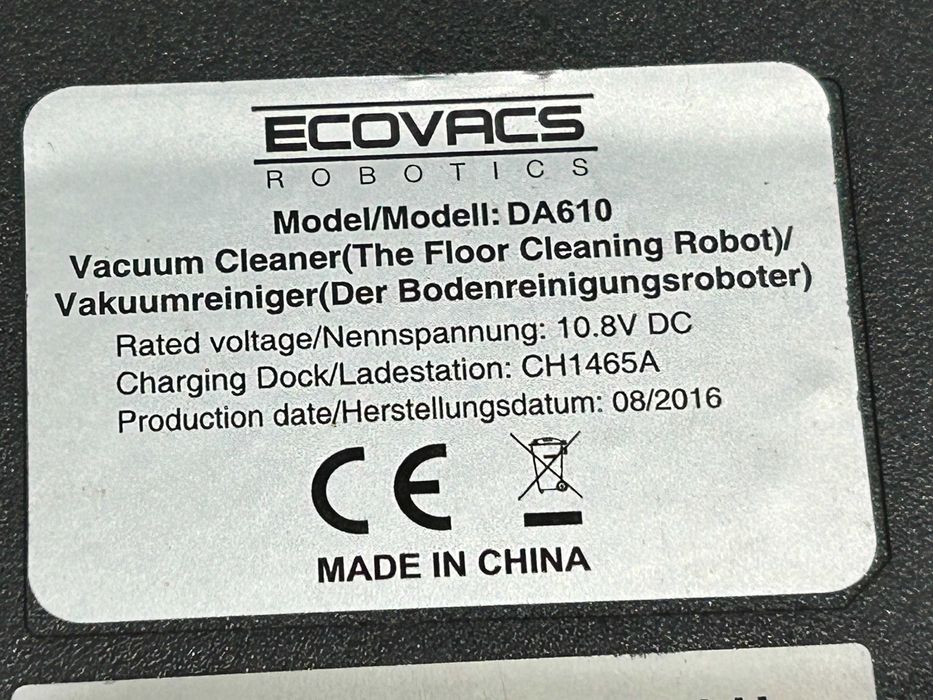 ECOVACS
ROBOTICS
Model/Modell: DA610
Vacuum Cleaner(The Floor Cleaning Robot)/
Vakuumreiniger(Der Bodenreinigungsroboter)
Rated voltage/Nennspannung: 10.8V DC
Charging Dock/Ladestation: CH1465A
Production date/Herstellungsdatum: 08/2016
CE
MADE IN CHINA